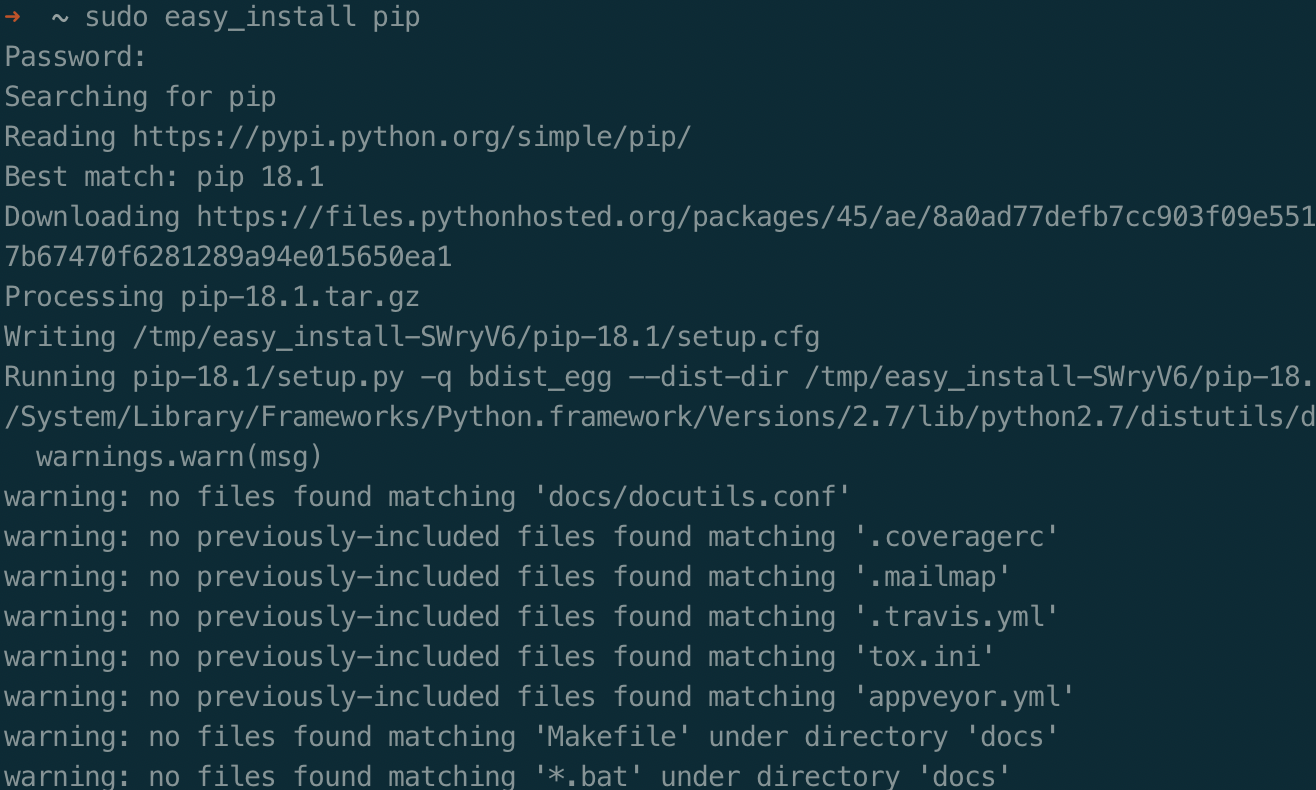 ➜  ~ sudo easy_install pip
Password:
Searching for pip
Reading https://pypi.python.org/simple/pip/
Best match: pip 18.1
Downloading https://files.pythonhosted.org/packages/45/ae/8a0ad77defb7cc903f09e551
7b67470f6281289a94e015650ea1
Processing pip-18.1.tar.gz
Writing /tmp/easy_install-SWryV6/pip-18.1/setup.cfg
Running pip-18.1/setup.py -q bdist_egg --dist-dir /tmp/easy_install-SWryV6/pip-18.
/System/Library/Frameworks/Python.framework/Versions/2.7/lib/python2.7/distutils/d
  warnings.warn(msg)
warning: no files found matching 'docs/docutils.conf'
warning: no previously-included files found matching '.coveragerc'
warning: no previously-included files found matching '.mailmap'
warning: no previously-included files found matching '.travis.yml'
warning: no previously-included files found matching 'tox.ini'
warning: no previously-included files found matching 'appveyor.yml'
warning: no files found matching 'Makefile' under directory 'docs'
warning: no files found matching '*.bat' under directory 'docs'